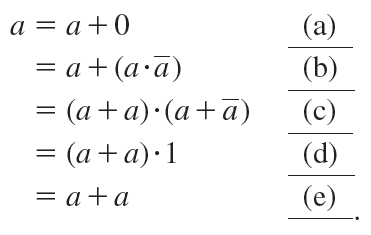 a = a + 0 (a)
= a + (a · a̅) (b)
= (a + a) · (a + a̅) (c)
= (a + a) · 1 (d)
= a + a (e).